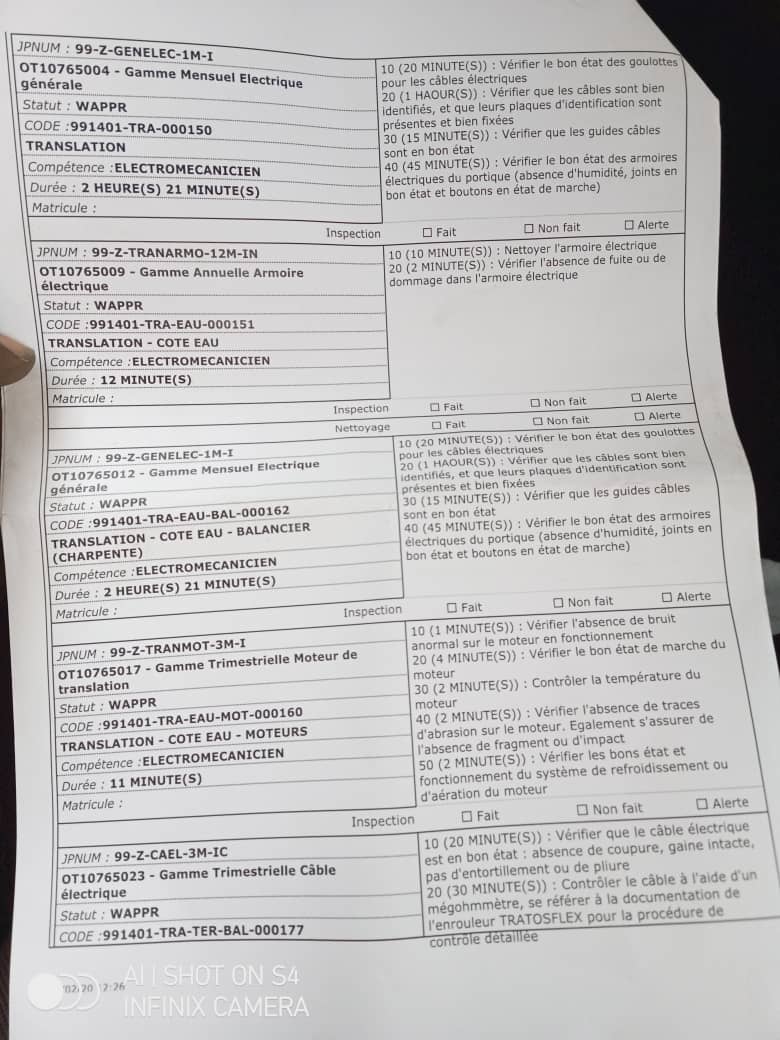 JPNUM : 99-Z-GENELEC-1M-I
OT10765004 - Gamme Mensuel Electrique
générale
Statut : WAPPR
CODE :991401-TRA-000150
TRANSLATION
Compétence :ELECTROMECANICIEN
Durée : 2 HEURE(S) 21 MINUTE(S)
Matricule :
10 (20 MINUTE(S)) : Vérifier le bon état des goulottes
pour les câbles électriques
20 (1 HAOUR(S)) : Vérifier que les câbles sont bien
identifiés, et que leurs plaques d'identification sont
présentes et bien fixées
30 (15 MINUTE(S)) : Vérifier que les guides câbles
sont en bon état
40 (45 MINUTE(S)) : Vérifier le bon état des armoires
électriques du portique (absence d'humidité, joints en
bon état et boutons en état de marche)
Inspection ☐ Fait ☐ Non fait ☐ Alerte
JPNUM : 99-Z-TRANARMO-12M-IN
OT10765009 - Gamme Annuelle Armoire
électrique
Statut : WAPPR
CODE :991401-TRA-EAU-000151
TRANSLATION - COTE EAU
Compétence :ELECTROMECANICIEN
Durée : 12 MINUTE(S)
Matricule :
10 (10 MINUTE(S)) : Nettoyer l'armoire électrique
20 (2 MINUTE(S)) : Vérifier l'absence de fuite ou de
dommage dans l'armoire électrique
Inspection ☐ Fait ☐ Non fait ☐ Alerte
Nettoyage ☐ Fait ☐ Non fait ☐ Alerte
JPNUM : 99-Z-GENELEC-1M-I
OT10765012 - Gamme Mensuel Electrique
générale
Statut : WAPPR
CODE :991401-TRA-EAU-BAL-000162
TRANSLATION - COTE EAU - BALANCIER
(CHARPENTE)
Compétence :ELECTROMECANICIEN
Durée : 2 HEURE(S) 21 MINUTE(S)
Matricule :
10 (20 MINUTE(S)) : Vérifier le bon état des goulottes
pour les câbles électriques
20 (1 HAOUR(S)) : Vérifier que les câbles sont bien
identifiés, et que leurs plaques d'identification sont
présentes et bien fixées
30 (15 MINUTE(S)) : Vérifier que les guides câbles
sont en bon état
40 (45 MINUTE(S)) : Vérifier le bon état des armoires
électriques du portique (absence d'humidité, joints en
bon état et boutons en état de marche)
Inspection ☐ Fait ☐ Non fait ☐ Alerte
JPNUM : 99-Z-TRANMOT-3M-I
OT10765017 - Gamme Trimestrielle Moteur de
translation
Statut : WAPPR
CODE :991401-TRA-EAU-MOT-000160
TRANSLATION - COTE EAU - MOTEURS
Compétence :ELECTROMECANICIEN
Durée : 11 MINUTE(S)
Matricule :
10 (1 MINUTE(S)) : Vérifier l'absence de bruit
anormal sur le moteur en fonctionnement
20 (4 MINUTE(S)) : Vérifier le bon état de marche du
moteur
30 (2 MINUTE(S)) : Contrôler la température du
moteur
40 (2 MINUTE(S)) : Vérifier l'absence de traces
d'abrasion sur le moteur. Egalement s'assurer de
l'absence de fragment ou d'impact
50 (2 MINUTE(S)) : Vérifier les bons état et
fonctionnement du système de refroidissement ou
d'aération du moteur
Inspection ☐ Fait ☐ Non fait ☐ Alerte
JPNUM : 99-Z-CAEL-3M-IC
OT10765023 - Gamme Trimestrielle Câble
électrique
Statut : WAPPR
CODE :991401-TRA-TER-BAL-000177
10 (20 MINUTE(S)) : Vérifier que le câble électrique
est en bon état : absence de coupure, gaine intacte,
pas d'entortillement ou de pliure
20 (30 MINUTE(S)) : Contrôler le câble à l'aide d'un
mégohmmètre, se référer à la documentation de
l'enrouleur TRATOSFLEX pour la procédure de
contrôle détaillée
/02/20 2:26
AI | SHOT ON S4
INFINIX CAMERA